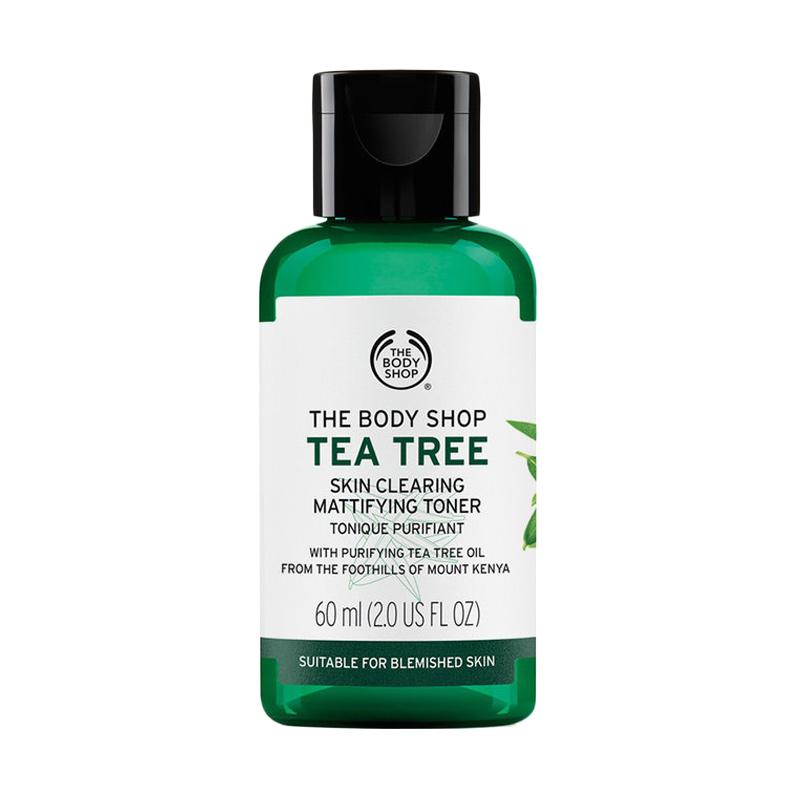 THE
BODY
SHOP
®
THE BODY SHOP
TEA TREE
SKIN CLEARING
MATTIFYING TONER
TONIQUE PURIFIANT
WITH PURIFYING TEA TREE OIL
FROM THE FOOTHILLS OF MOUNT KENYA
60 ml (2.0 US FL OZ)
SUITABLE FOR BLEMISHED SKIN